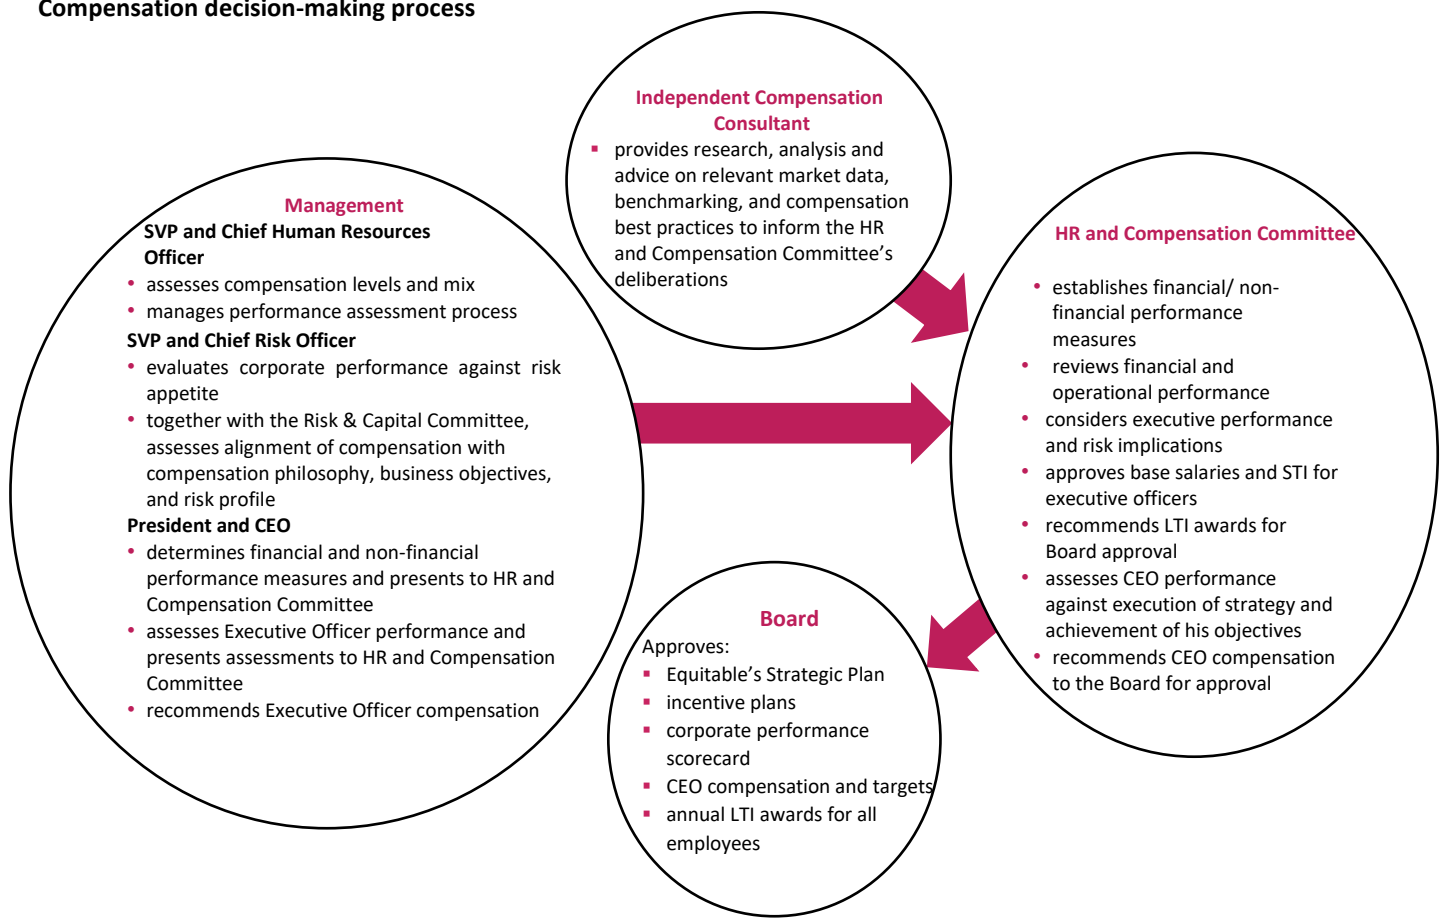 Compensation decision-making process
Independent Compensation
Consultant
▪ provides research, analysis and
advice on relevant market data,
benchmarking, and compensation
best practices to inform the HR
and Compensation Committee’s
deliberations
Management
SVP and Chief Human Resources
Officer
• assesses compensation levels and mix
• manages performance assessment process
SVP and Chief Risk Officer
• evaluates corporate performance against risk
appetite
• together with the Risk & Capital Committee,
assesses alignment of compensation with
compensation philosophy, business objectives,
and risk profile
President and CEO
• determines financial and non-financial
performance measures and presents to HR and
Compensation Committee
• assesses Executive Officer performance and
presents assessments to HR and Compensation
Committee
• recommends Executive Officer compensation
HR and Compensation Committee
• establishes financial/ non-
financial performance
measures
• reviews financial and
operational performance
• considers executive performance
and risk implications
• approves base salaries and STI for
executive officers
• recommends LTI awards for
Board approval
• assesses CEO performance
against execution of strategy and
achievement of his objectives
• recommends CEO compensation
to the Board for approval
Board
Approves:
▪ Equitable’s Strategic Plan
▪ incentive plans
▪ corporate performance
scorecard
▪ CEO compensation and targets
▪ annual LTI awards for all
employees